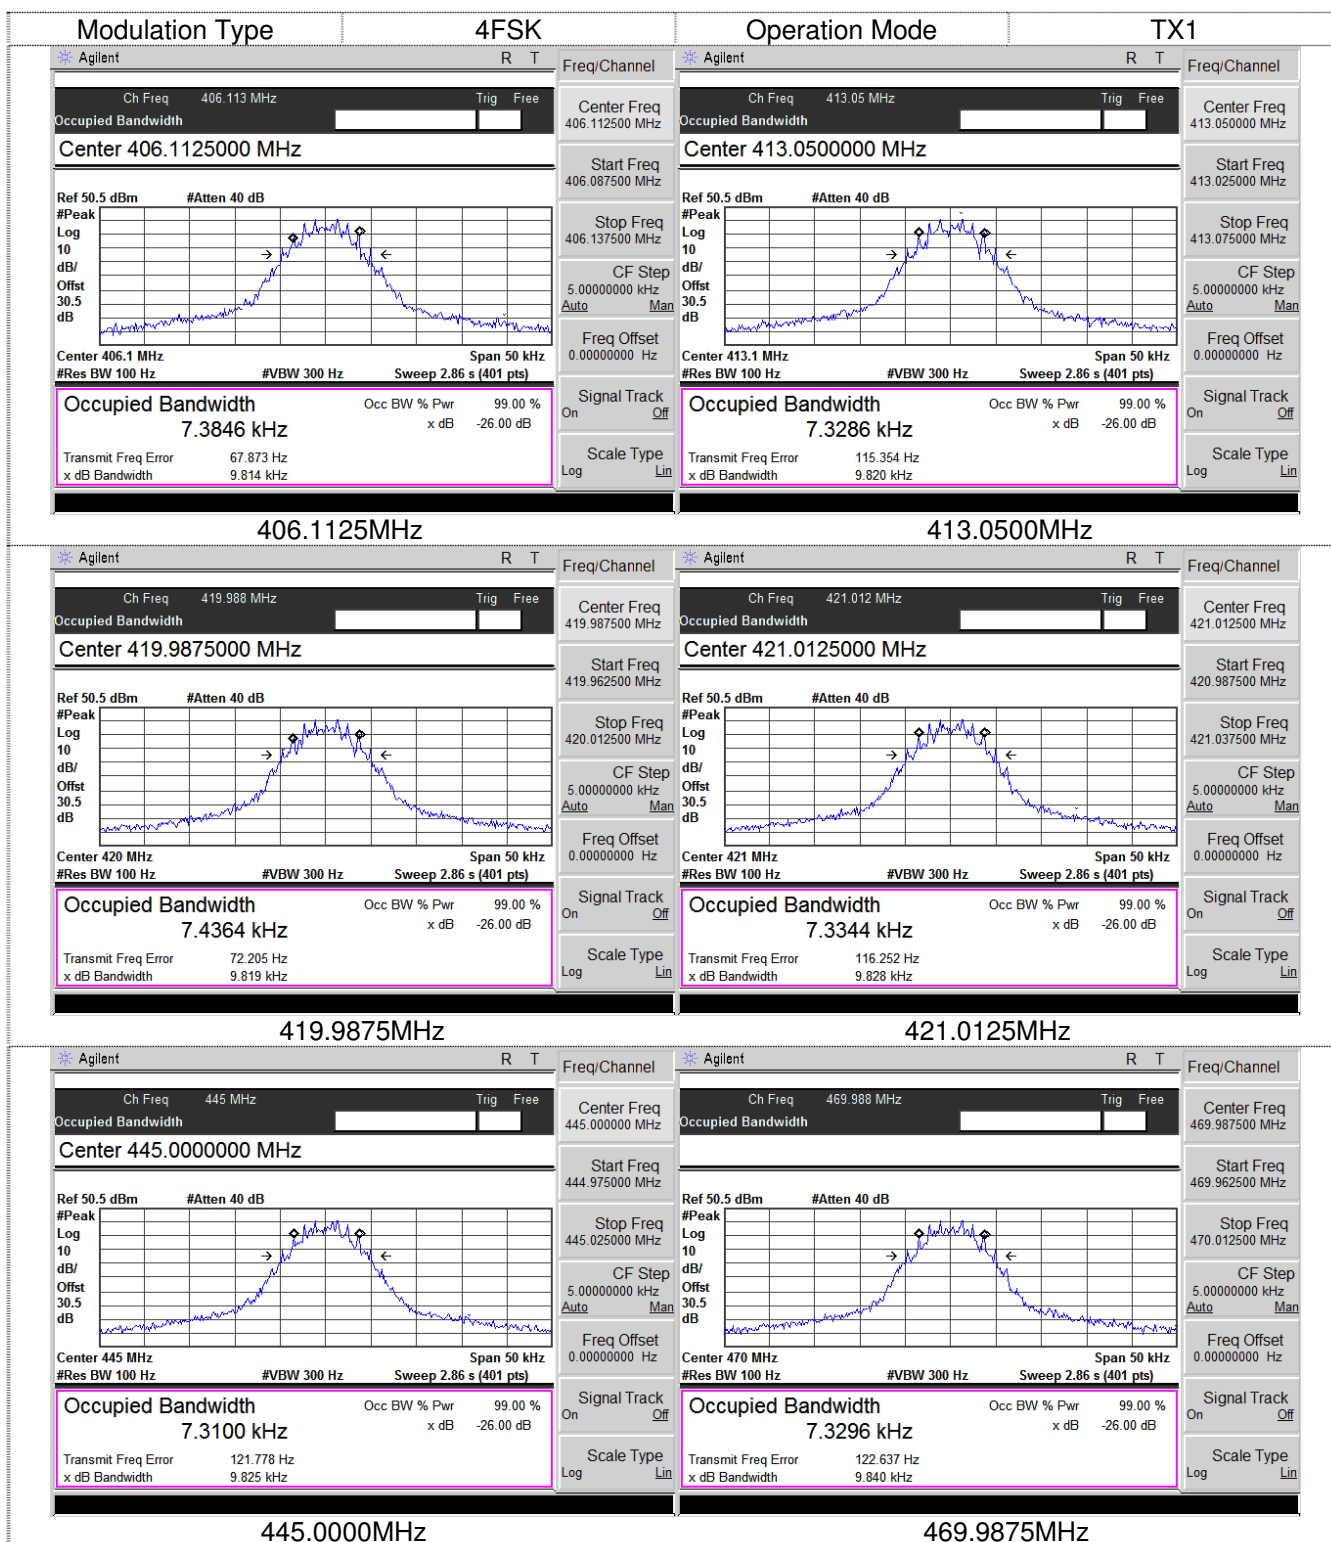 Modulation Type 4FSK Operation Mode TX1
Agilent R T Freq/Channel
Ch Freq 406.113 MHz Trig Free
Occupied Bandwidth
Center 406.1125000 MHz
Ref 50.5 dBm #Atten 40 dB
#Peak
Log
10
dB/
Offst
30.5
dB
Center 406.1 MHz Span 50 kHz
#Res BW 100 Hz #VBW 300 Hz Sweep 2.86 s (401 pts)
Occupied Bandwidth Occ BW % Pwr 99.00 %
7.3846 kHz x dB -26.00 dB
Transmit Freq Error 67.873 Hz
x dB Bandwidth 9.814 kHz
Center Freq
406.112500 MHz
Start Freq
406.087500 MHz
Stop Freq
406.137500 MHz
CF Step
5.00000000 kHz
Auto Man
Freq Offset
0.00000000 Hz
Signal Track
On Off
Scale Type
Log Lin
406.1125MHz
Agilent R T Freq/Channel
Ch Freq 413.05 MHz Trig Free
Occupied Bandwidth
Center 413.0500000 MHz
Ref 50.5 dBm #Atten 40 dB
#Peak
Log
10
dB/
Offst
30.5
dB
Center 413.1 MHz Span 50 kHz
#Res BW 100 Hz #VBW 300 Hz Sweep 2.86 s (401 pts)
Occupied Bandwidth Occ BW % Pwr 99.00 %
7.3286 kHz x dB -26.00 dB
Transmit Freq Error 115.354 Hz
x dB Bandwidth 9.820 kHz
Center Freq
413.050000 MHz
Start Freq
413.025000 MHz
Stop Freq
413.075000 MHz
CF Step
5.00000000 kHz
Auto Man
Freq Offset
0.00000000 Hz
Signal Track
On Off
Scale Type
Log Lin
413.0500MHz
Agilent R T Freq/Channel
Ch Freq 419.988 MHz Trig Free
Occupied Bandwidth
Center 419.9875000 MHz
Ref 50.5 dBm #Atten 40 dB
#Peak
Log
10
dB/
Offst
30.5
dB
Center 420 MHz Span 50 kHz
#Res BW 100 Hz #VBW 300 Hz Sweep 2.86 s (401 pts)
Occupied Bandwidth Occ BW % Pwr 99.00 %
7.4364 kHz x dB -26.00 dB
Transmit Freq Error 72.205 Hz
x dB Bandwidth 9.819 kHz
Center Freq
419.987500 MHz
Start Freq
419.962500 MHz
Stop Freq
420.012500 MHz
CF Step
5.00000000 kHz
Auto Man
Freq Offset
0.00000000 Hz
Signal Track
On Off
Scale Type
Log Lin
419.9875MHz
Agilent R T Freq/Channel
Ch Freq 421.012 MHz Trig Free
Occupied Bandwidth
Center 421.0125000 MHz
Ref 50.5 dBm #Atten 40 dB
#Peak
Log
10
dB/
Offst
30.5
dB
Center 421 MHz Span 50 kHz
#Res BW 100 Hz #VBW 300 Hz Sweep 2.86 s (401 pts)
Occupied Bandwidth Occ BW % Pwr 99.00 %
7.3344 kHz x dB -26.00 dB
Transmit Freq Error 116.252 Hz
x dB Bandwidth 9.828 kHz
Center Freq
421.012500 MHz
Start Freq
420.987500 MHz
Stop Freq
421.037500 MHz
CF Step
5.00000000 kHz
Auto Man
Freq Offset
0.00000000 Hz
Signal Track
On Off
Scale Type
Log Lin
421.0125MHz
Agilent R T Freq/Channel
Ch Freq 445 MHz Trig Free
Occupied Bandwidth
Center 445.0000000 MHz
Ref 50.5 dBm #Atten 40 dB
#Peak
Log
10
dB/
Offst
30.5
dB
Center 445 MHz Span 50 kHz
#Res BW 100 Hz #VBW 300 Hz Sweep 2.86 s (401 pts)
Occupied Bandwidth Occ BW % Pwr 99.00 %
7.3100 kHz x dB -26.00 dB
Transmit Freq Error 121.778 Hz
x dB Bandwidth 9.825 kHz
Center Freq
445.000000 MHz
Start Freq
444.975000 MHz
Stop Freq
445.025000 MHz
CF Step
5.00000000 kHz
Auto Man
Freq Offset
0.00000000 Hz
Signal Track
On Off
Scale Type
Log Lin
445.0000MHz
Agilent R T Freq/Channel
Ch Freq 469.988 MHz Trig Free
Occupied Bandwidth
Ref 50.5 dBm #Atten 40 dB
#Peak
Log
10
dB/
Offst
30.5
dB
Center 470 MHz Span 50 kHz
#Res BW 100 Hz #VBW 300 Hz Sweep 2.86 s (401 pts)
Occupied Bandwidth Occ BW % Pwr 99.00 %
7.3296 kHz x dB -26.00 dB
Transmit Freq Error 122.637 Hz
x dB Bandwidth 9.840 kHz
Center Freq
469.987500 MHz
Start Freq
469.962500 MHz
Stop Freq
470.012500 MHz
CF Step
5.00000000 kHz
Auto Man
Freq Offset
0.00000000 Hz
Signal Track
On Off
Scale Type
Log Lin
469.9875MHz